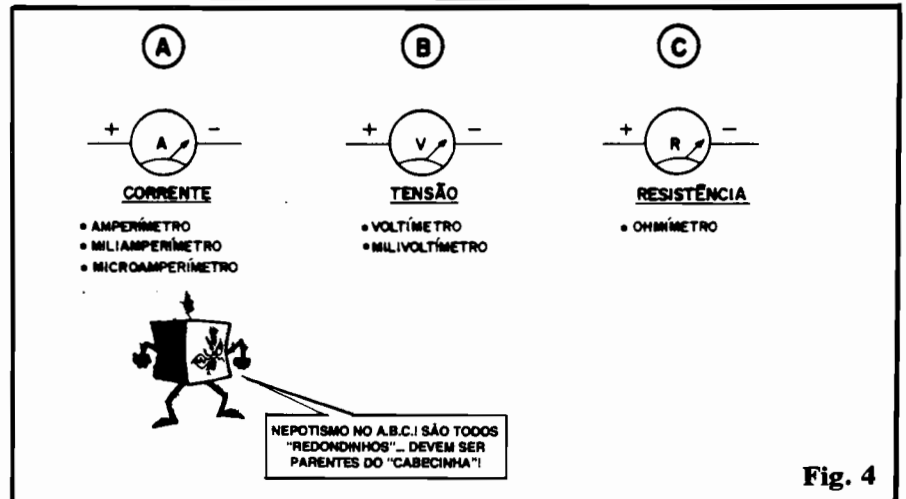 A
B
C
+ A -
+ V -
+ R -
CORRENTE
TENSÃO
RESISTÊNCIA
• AMPERÍMETRO
• MILIAMPERÍMETRO
• MICROAMPERÍMETRO
• VOLTÍMETRO
• MILIVOLTÍMETRO
• OHMÍMETRO
NEPOTISMO NO A.B.C.! SÃO TODOS
"REDONDINHOS"... DEVEM SER
PARENTES DO "CABECINHA"!
Fig. 4